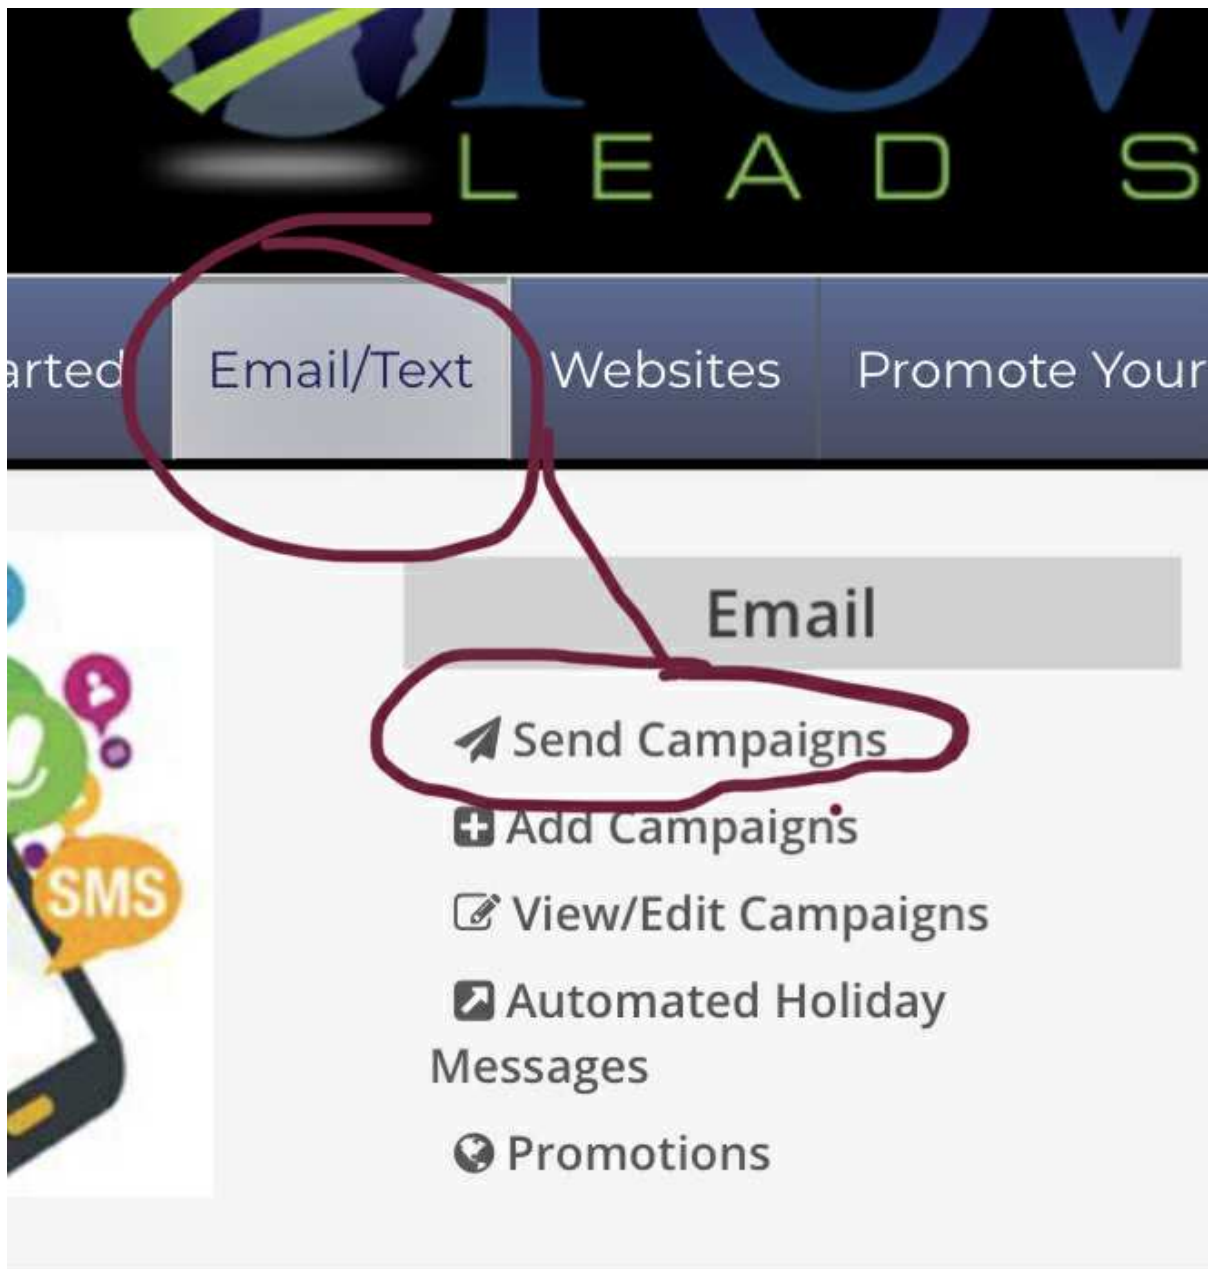 LEAD S
arted Email/Text Websites Promote Your
Email
Send Campaigns
Add Campaigns
View/Edit Campaigns
SMS
Automated Holiday
Messages
Promotions